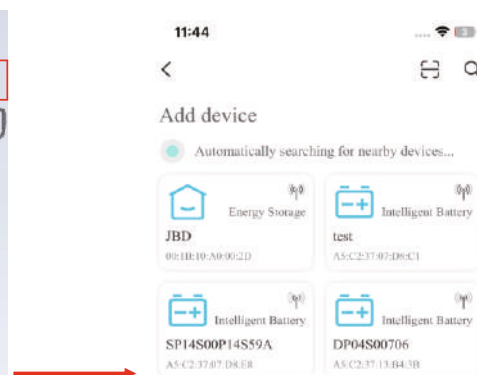 11:44
Add device
Automatically searching for nearby devices...
Energy Storage
JBD
00:1B:10:A0:00:2D
Intelligent Battery
test
A5:C2:37:07:D8:C1
Intelligent Battery
SP14S00P14S59A
A5:C2:37:07:D8:E8
Intelligent Battery
DP04S00706
A5:C2:37:13:B4:3B